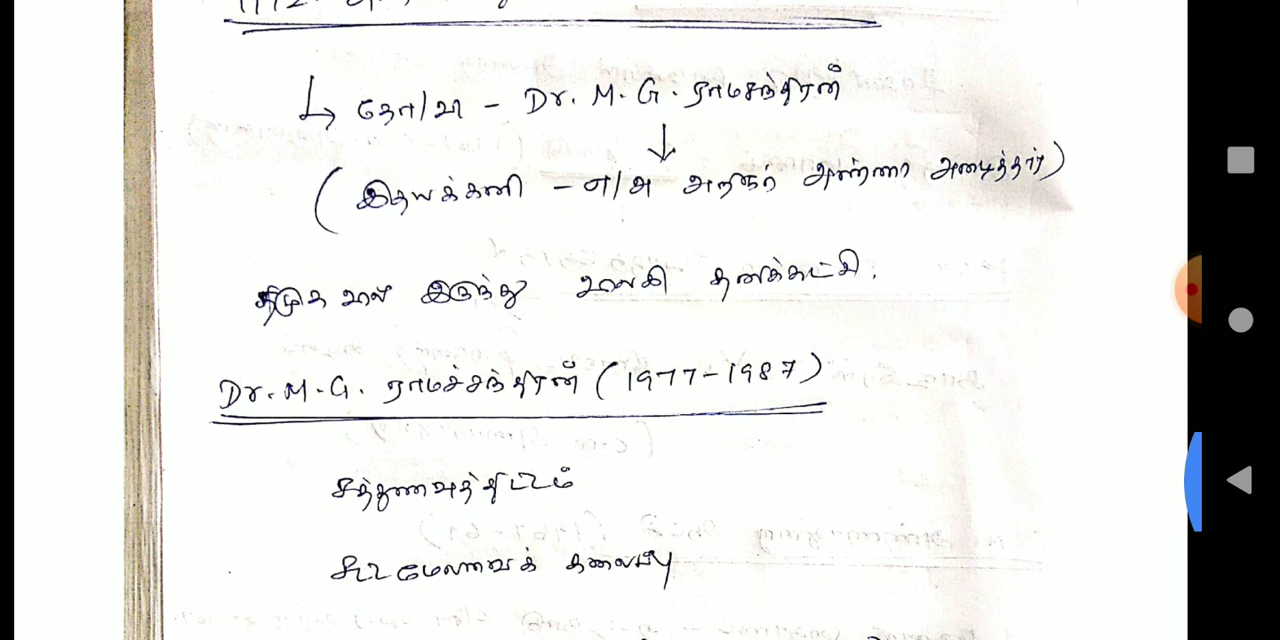 1972
↳ தோ/வி - Dr. M. G. ராமசந்திரன்
↓
(இதயக்கனி - எ/அ அறிஞர் அண்ணா அழைத்தார்)
திமுக வில் இருந்து விலகி தனிக்கட்சி.
Dr. M. G. ராமச்சந்திரன் (1977-1987)
சத்துணவுத்திட்டம்
சட்டமேலவைக் கலைப்பு